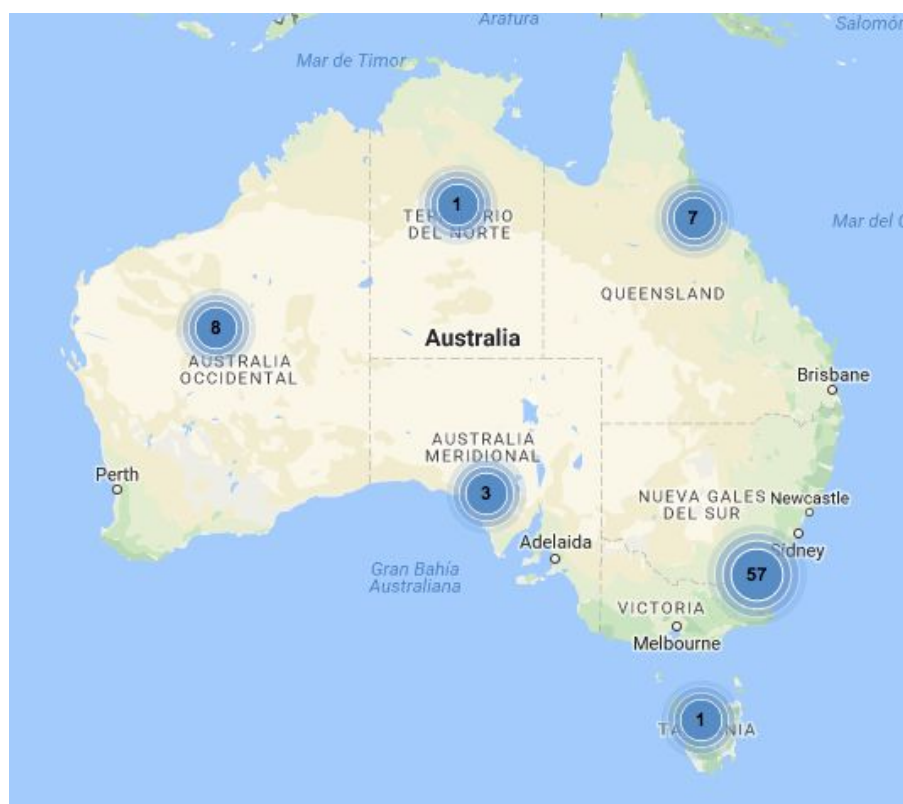 Arafura
Salomón
Mar de Timor
1
TERRITORIO
DEL NORTE
7
Mar del C
QUEENSLAND
8
Australia
AUSTRALIA
OCCIDENTAL
Brisbane
AUSTRALIA
MERIDIONAL
Perth
3
NUEVA GALES
DEL SUR
Newcastle
Adelaida
Sidney
Gran Bahía
Australiana
57
VICTORIA
Melbourne
1
TASMANIA